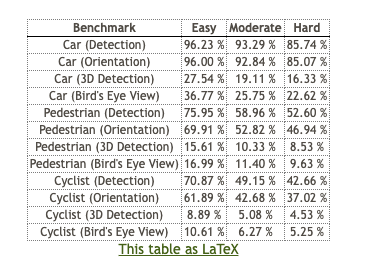 Benchmark Easy Moderate Hard
Car (Detection) 96.23 % 93.29 % 85.74 %
Car (Orientation) 96.00 % 92.84 % 85.07 %
Car (3D Detection) 27.54 % 19.11 % 16.33 %
Car (Bird's Eye View) 36.77 % 25.75 % 22.62 %
Pedestrian (Detection) 75.95 % 58.96 % 52.60 %
Pedestrian (Orientation) 69.91 % 52.82 % 46.94 %
Pedestrian (3D Detection) 15.61 % 10.33 % 8.53 %
Pedestrian (Bird's Eye View) 16.99 % 11.40 % 9.63 %
Cyclist (Detection) 70.87 % 49.15 % 42.66 %
Cyclist (Orientation) 61.89 % 42.68 % 37.02 %
Cyclist (3D Detection) 8.89 % 5.08 % 4.53 %
Cyclist (Bird's Eye View) 10.61 % 6.27 % 5.25 %
This table as LaTeX